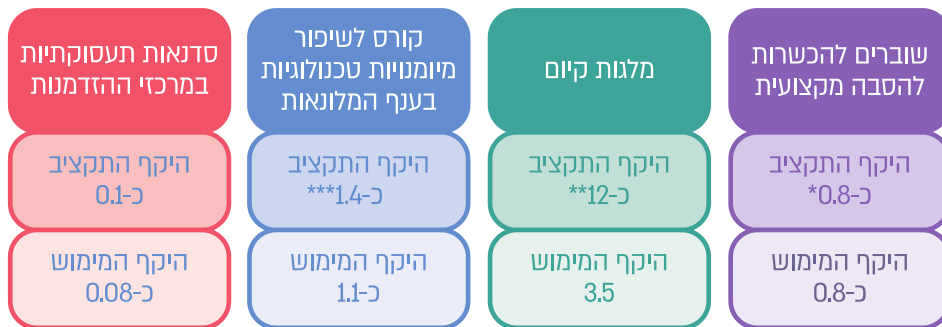 שוברים להכשרות
להסבה מקצועית
היקף התקציב
כ-0.8*
היקף המימוש
כ-0.8
מלגות קיום
היקף התקציב
כ-12**
היקף המימוש
3.5
קורס לשיפור
מיומנויות טכנולוגיות
בענף המלונאות
היקף התקציב
כ-1.4***
היקף המימוש
כ-1.1
סדנאות תעסוקתיות
במרכזי ההזדמנות
היקף התקציב
כ-0.1
היקף המימוש
כ-0.08